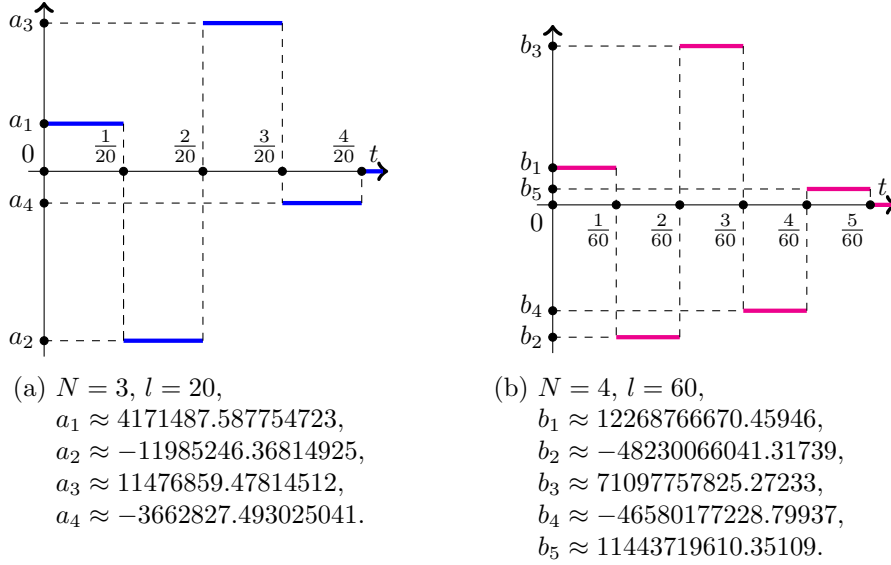 a₃
a₁
0
1/20 2/20 3/20 4/20 t
a₄
a₂
(a) N = 3, l = 20,
a₁ ≈ 4171487.587754723,
a₂ ≈ −11985246.36814925,
a₃ ≈ 11476859.47814512,
a₄ ≈ −3662827.493025041.
b₃
b₁
b₅
t
0
1/60 2/60 3/60 4/60 5/60
b₄
b₂
(b) N = 4, l = 60,
b₁ ≈ 12268766670.45946,
b₂ ≈ −48230066041.31739,
b₃ ≈ 71097757825.27233,
b₄ ≈ −46580177228.79937,
b₅ ≈ 11443719610.35109.